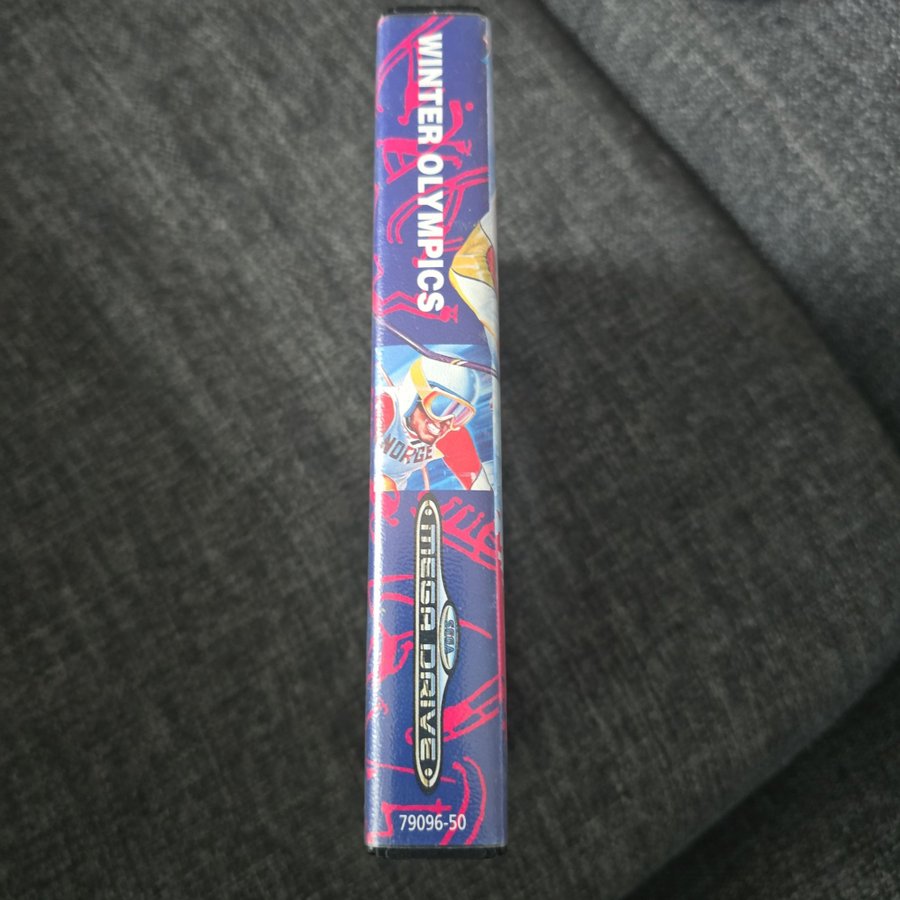 WINTER OLYMPICS
NORGE
SEGA
MEGA DRIVE
79096-50